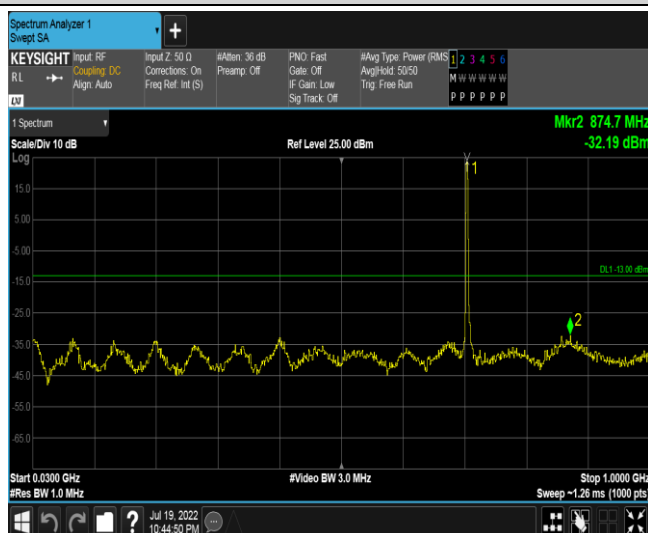 Spectrum Analyzer 1
Swept SA
+
KEYSIGHT
RL
Input: RF
Coupling: DC
Align: Auto
Input Z: 50 Ω
Corrections: On
Freq Ref: Int (S)
#Atten: 36 dB
Preamp: Off
PNO: Fast
Gate: Off
IF Gain: Low
Sig Track: Off
#Avg Type: Power (RMS
Avg|Hold: 50/50
Trig: Free Run
1 2 3 4 5 6
M W W W W W
P P P P P P
LXI
1 Spectrum
Mkr2 874.7 MHz
Scale/Div 10 dB
Ref Level 25.00 dBm
-32.19 dBm
Log
1
15.0
5.00
-5.00
DL1 -13.00 dBm
-15.0
-25.0
2
-35.0
-45.0
-55.0
-65.0
Start 0.0300 GHz
#Video BW 3.0 MHz
Stop 1.0000 GHz
#Res BW 1.0 MHz
Sweep ~1.26 ms (1000 pts)
?
Jul 19, 2022
10:44:50 PM